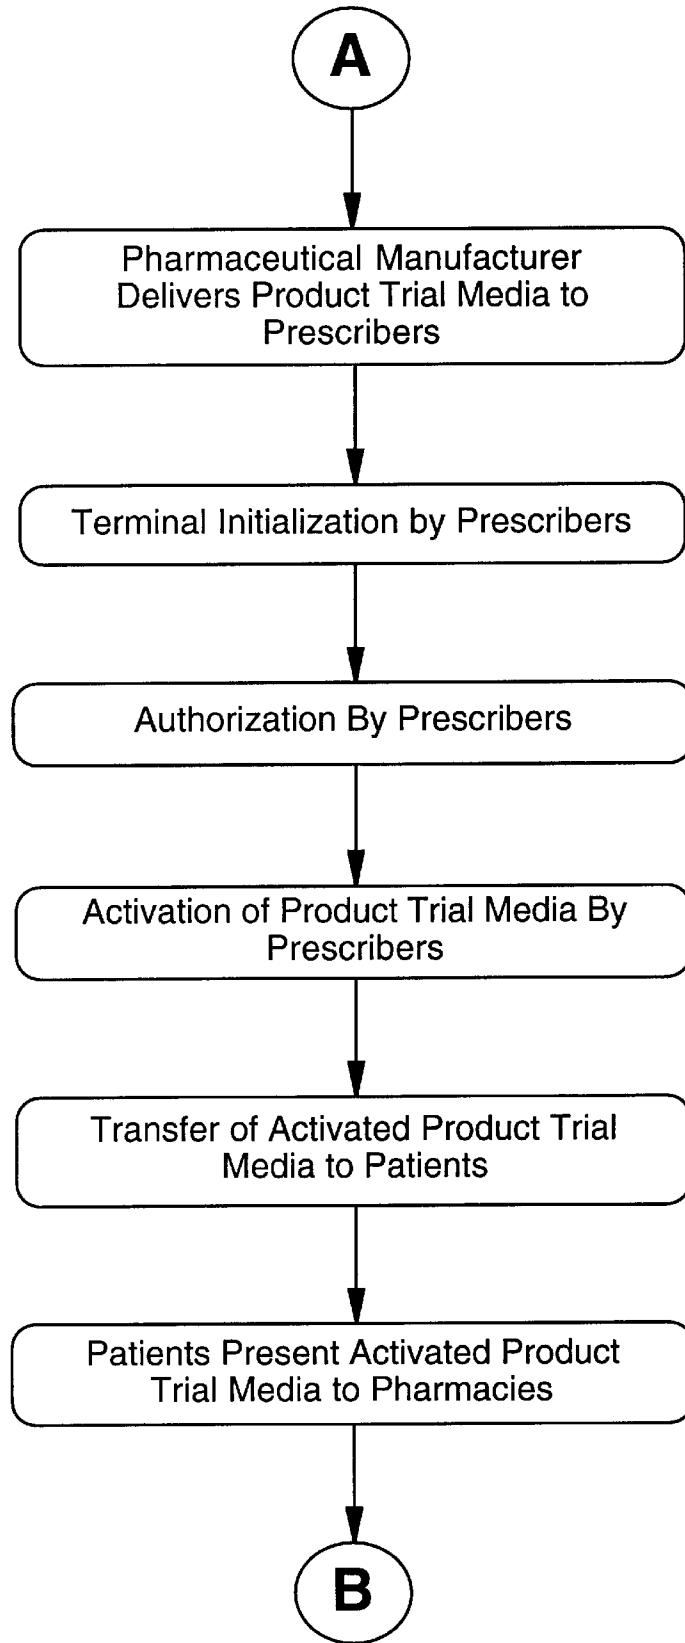 A
Pharmaceutical Manufacturer
Delivers Product Trial Media to
Prescribers
Terminal Initialization by Prescribers
Authorization By Prescribers
Activation of Product Trial Media By
Prescribers
Transfer of Activated Product Trial
Media to Patients
Patients Present Activated Product
Trial Media to Pharmacies
B